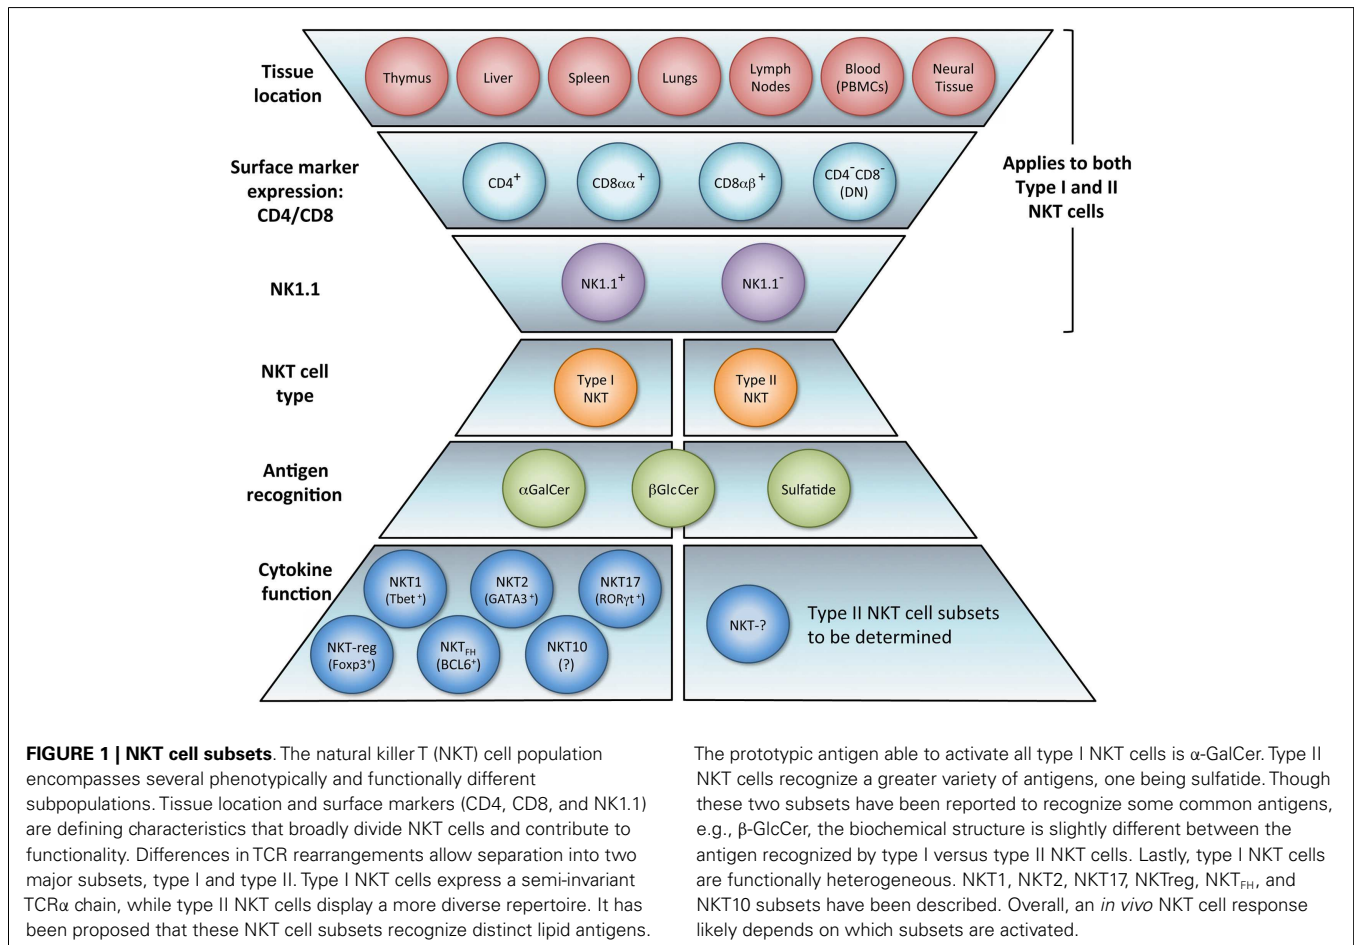 Tissue
location
Thymus
Liver
Spleen
Lungs
Lymph
Nodes
Blood
(PBMCs)
Neural
Tissue
Surface marker
expression:
CD4/CD8
CD4⁺
CD8αα⁺
CD8αβ⁺
CD4⁻CD8⁻
(DN)
Applies to both
Type I and II
NKT cells
NK1.1
NK1.1⁺
NK1.1⁻
NKT cell
type
Type I
NKT
Type II
NKT
Antigen
recognition
αGalCer
βGlcCer
Sulfatide
Cytokine
function
NKT1
(Tbet⁺)
NKT2
(GATA3⁺)
NKT17
(RORγt⁺)
NKT-reg
(Foxp3⁺)
NKT_FH
(BCL6⁺)
NKT10
(?)
NKT-?
Type II NKT cell subsets
to be determined
FIGURE 1 | NKT cell subsets. The natural killer T (NKT) cell population
encompasses several phenotypically and functionally different
subpopulations. Tissue location and surface markers (CD4, CD8, and NK1.1)
are defining characteristics that broadly divide NKT cells and contribute to
functionality. Differences in TCR rearrangements allow separation into two
major subsets, type I and type II. Type I NKT cells express a semi-invariant
TCRα chain, while type II NKT cells display a more diverse repertoire. It has
been proposed that these NKT cell subsets recognize distinct lipid antigens.
The prototypic antigen able to activate all type I NKT cells is α-GalCer. Type II
NKT cells recognize a greater variety of antigens, one being sulfatide. Though
these two subsets have been reported to recognize some common antigens,
e.g., β-GlcCer, the biochemical structure is slightly different between the
antigen recognized by type I versus type II NKT cells. Lastly, type I NKT cells
are functionally heterogeneous. NKT1, NKT2, NKT17, NKTreg, NKT_FH, and
NKT10 subsets have been described. Overall, an in vivo NKT cell response
likely depends on which subsets are activated.